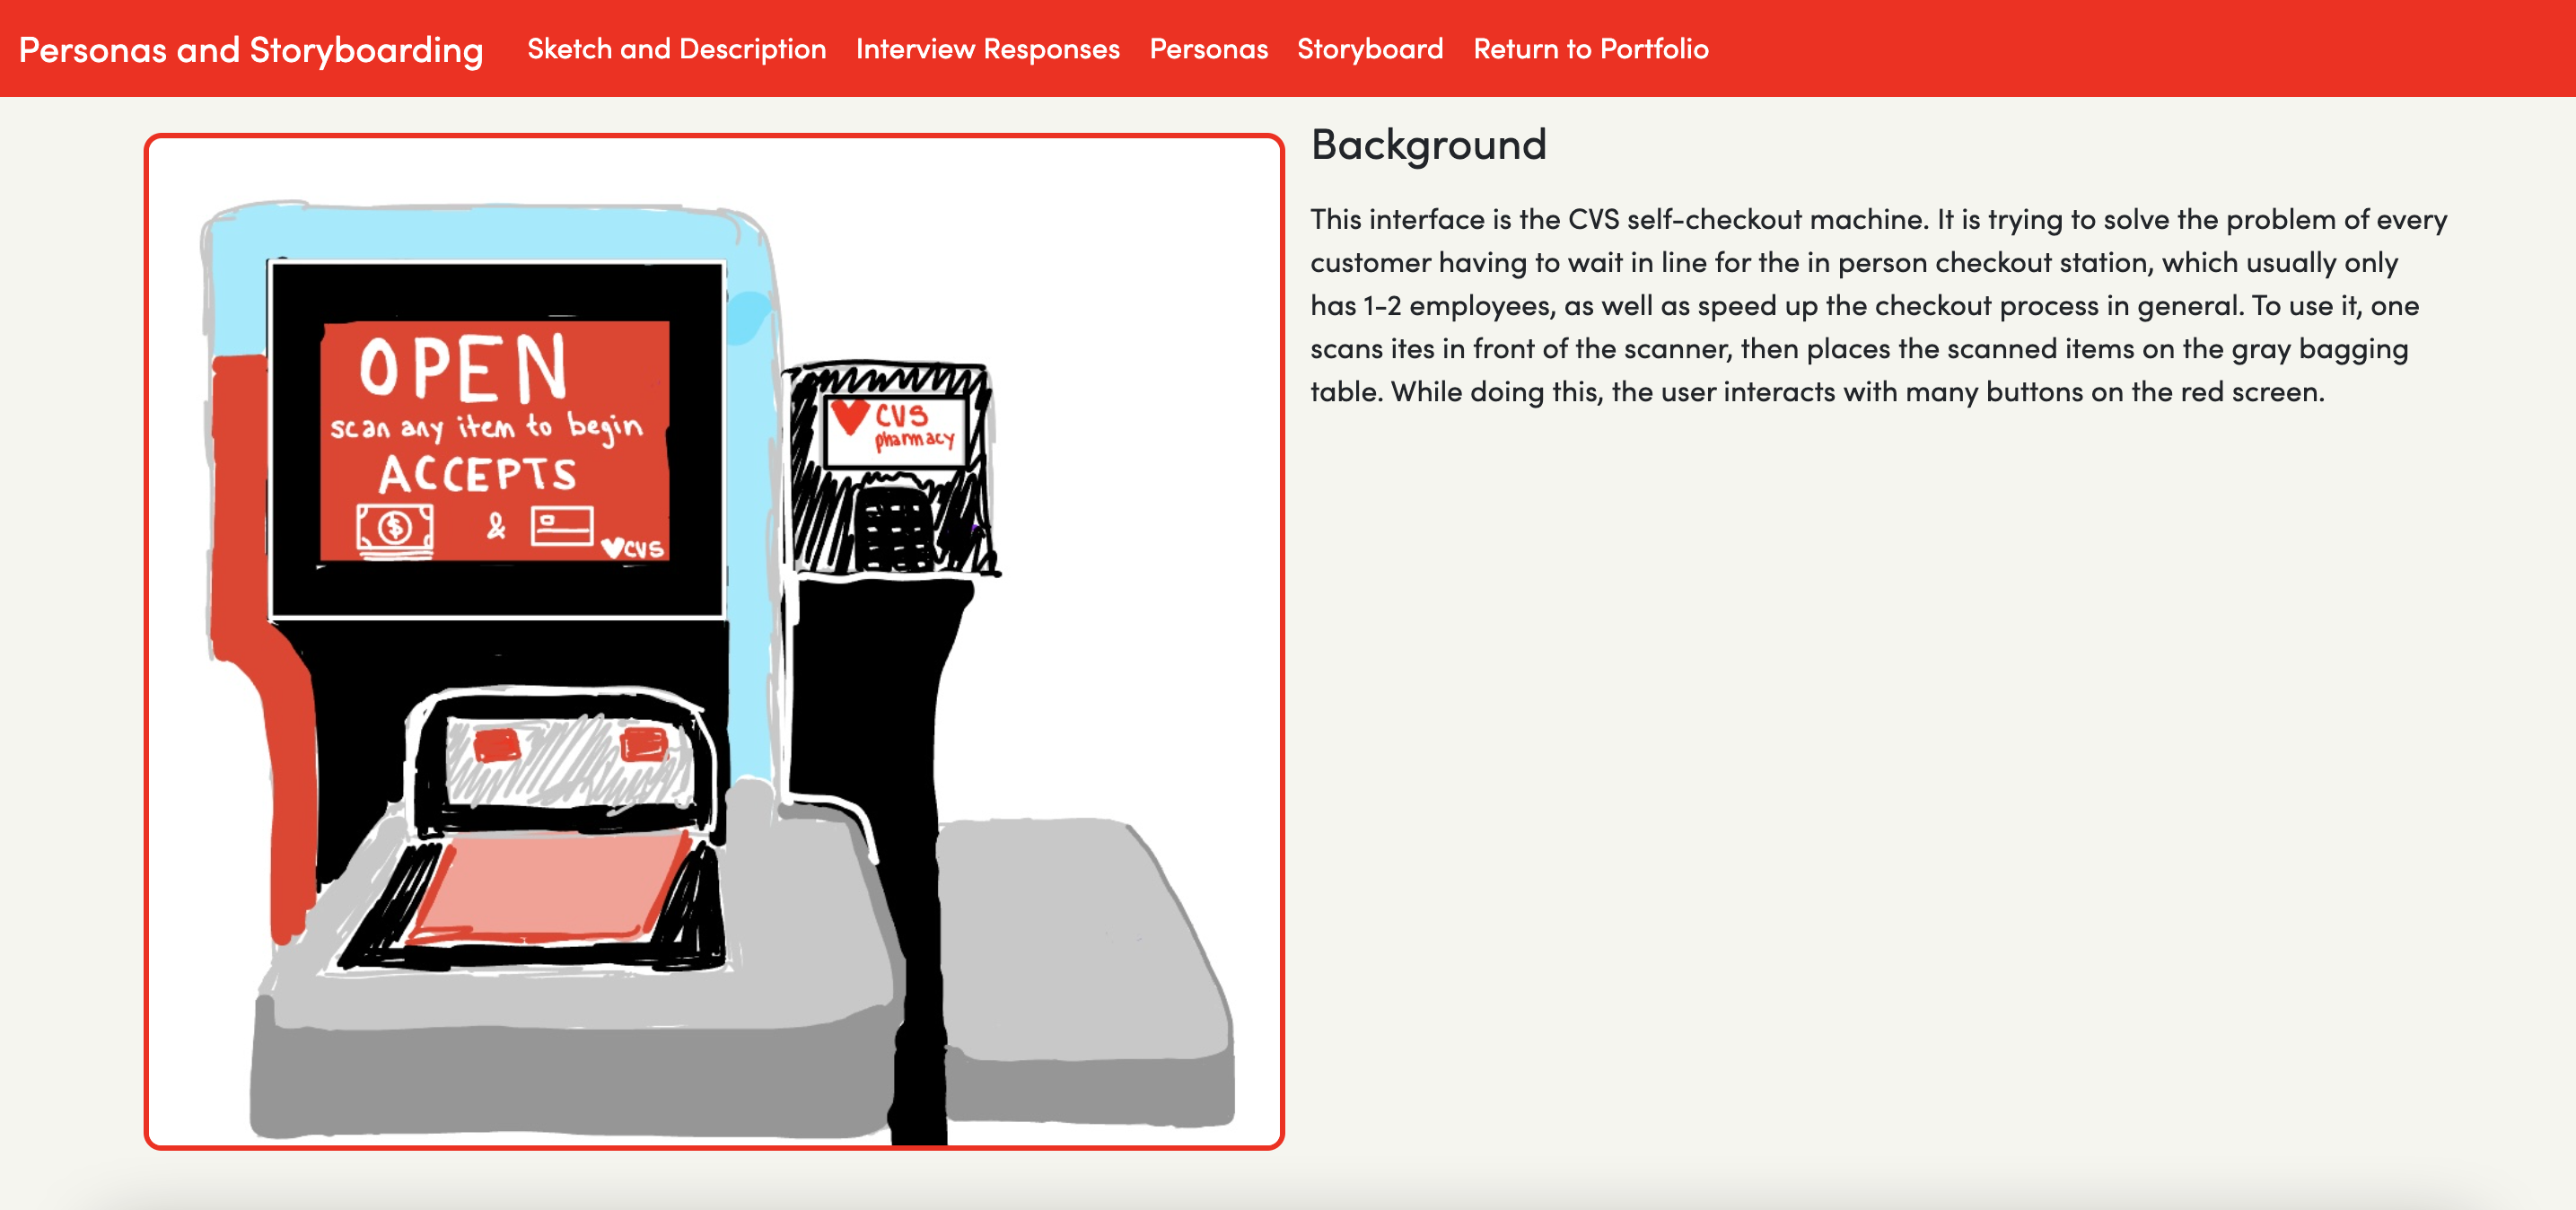 Personas and Storyboarding Sketch and Description Interview Responses Personas Storyboard Return to Portfolio
OPEN
scan any item to begin
ACCEPTS
$ &
CVS
CVS
pharmacy
Background
This interface is the CVS self-checkout machine. It is trying to solve the problem of every
customer having to wait in line for the in person checkout station, which usually only
has 1-2 employees, as well as speed up the checkout process in general. To use it, one
scans ites in front of the scanner, then places the scanned items on the gray bagging
table. While doing this, the user interacts with many buttons on the red screen.